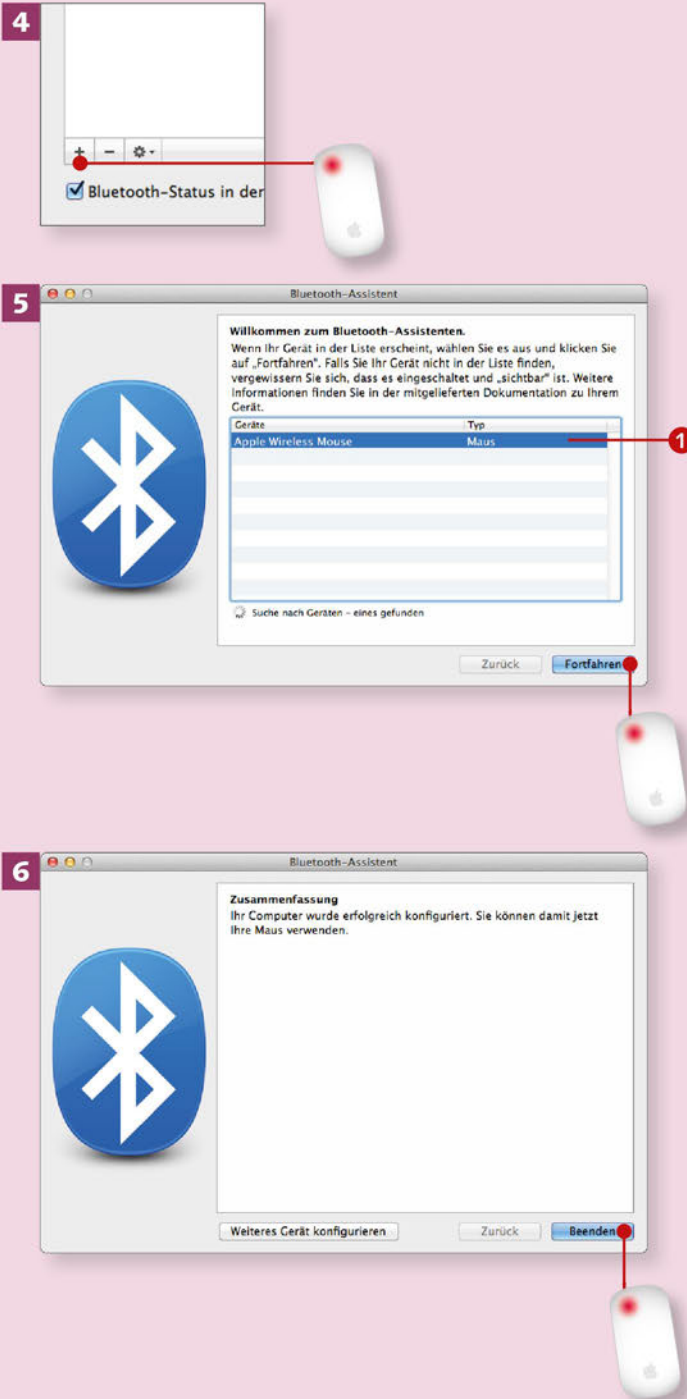 4
+ −
Bluetooth-Status in der
5
Bluetooth-Assistent
Willkommen zum Bluetooth-Assistenten.
Wenn Ihr Gerät in der Liste erscheint, wählen Sie es aus und klicken Sie
auf „Fortfahren". Falls Sie Ihr Gerät nicht in der Liste finden,
vergewissern Sie sich, dass es eingeschaltet und „sichtbar" ist. Weitere
Informationen finden Sie in der mitgelieferten Dokumentation zu Ihrem
Gerät.
Geräte Typ
Apple Wireless Mouse Maus
1
Suche nach Geräten – eines gefunden
Zurück Fortfahren
6
Bluetooth-Assistent
Zusammenfassung
Ihr Computer wurde erfolgreich konfiguriert. Sie können damit jetzt
Ihre Maus verwenden.
Weiteres Gerät konfigurieren Zurück Beenden